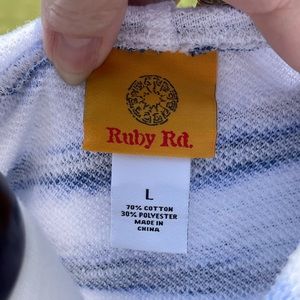 Ruby Rd.
L
70% COTTON
30% POLYESTER
MADE IN
CHINA